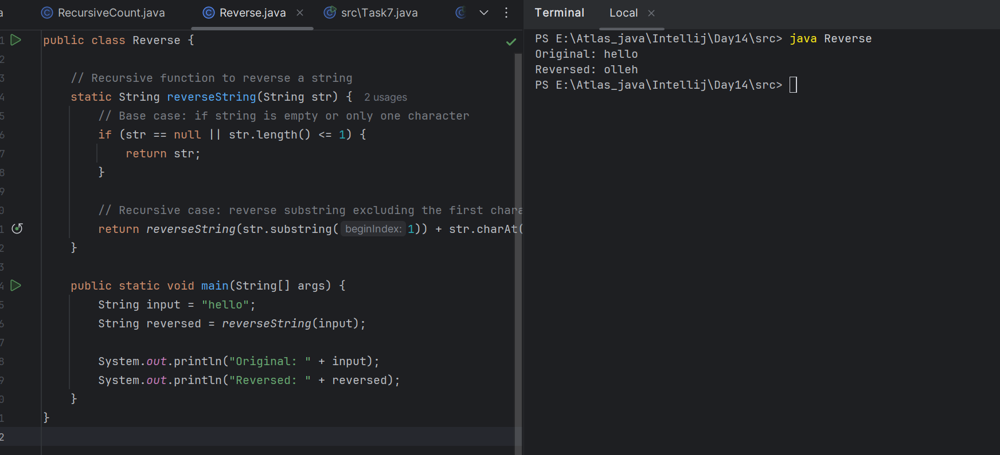 RecursiveCount.java
Reverse.java
src\Task7.java
public class Reverse {
// Recursive function to reverse a string
static String reverseString(String str) { 2 usages
// Base case: if string is empty or only one character
if (str == null || str.length() <= 1) {
return str;
}
// Recursive case: reverse substring excluding the first chara
return reverseString(str.substring( beginIndex: 1)) + str.charAt(
}
public static void main(String[] args) {
String input = "hello";
String reversed = reverseString(input);
System.out.println("Original: " + input);
System.out.println("Reversed: " + reversed);
}
}
Terminal
Local
PS E:\Atlas_java\Intellij\Day14\src> java Reverse
Original: hello
Reversed: olleh
PS E:\Atlas_java\Intellij\Day14\src>